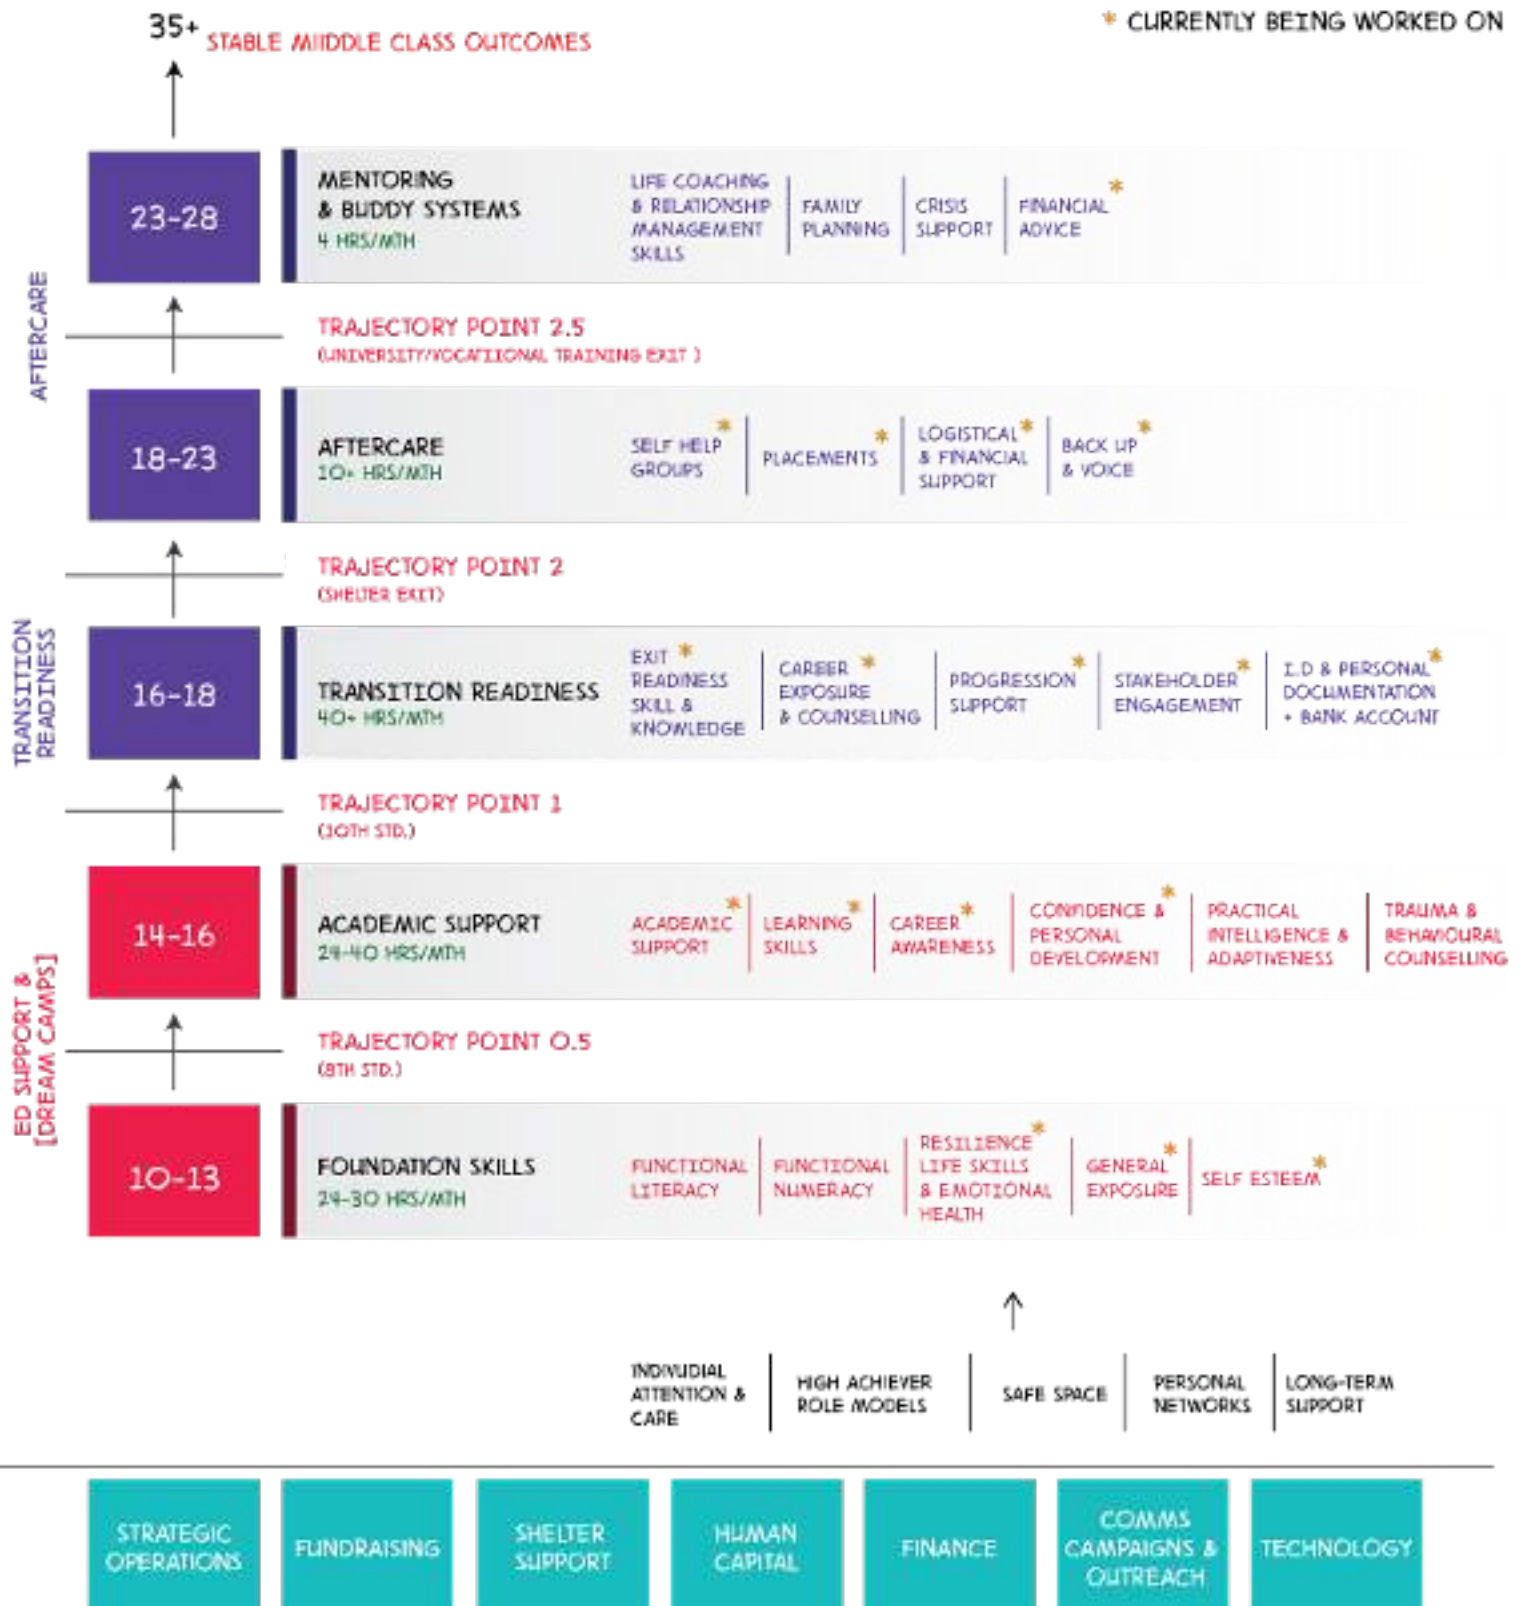 35+ STABLE MIIDDLE CLASS OUTCOMES
* CURRENTLY BEING WORKED ON
AFTERCARE
23-28
MENTORING
& BUDDY SYSTEMS
4 HRS/MTH
LIFE COACHING
& RELATIONSHIP
MANAGEMENT
SKILLS
FAMILY
PLANNING
CRISIS
SUPPORT
FINANCIAL *
ADVICE
TRAJECTORY POINT 2.5
(UNIVERSITY/VOCATIIONAL TRAINING EXIT )
18-23
AFTERCARE
10+ HRS/MTH
SELF HELP *
GROUPS
PLACEMENTS *
LOGISTICAL *
& FINANCIAL
SUPPORT
BACK UP *
& VOICE
TRAJECTORY POINT 2
(SHELTER EXIT)
TRANSITION
READINESS
16-18
TRANSITION READINESS
40+ HRS/MTH
EXIT *
READINESS
SKILL &
KNOWLEDGE
CAREER *
EXPOSURE
& COUNSELLING
PROGRESSION *
SUPPORT
STAKEHOLDER *
ENGAGEMENT
I.D & PERSONAL *
DOCUMENTATION
+ BANK ACCOUNT
TRAJECTORY POINT 1
(10TH STD.)
ED SUPPORT &
[DREAM CAMPS]
14-16
ACADEMIC SUPPORT
24-40 HRS/MTH
ACADEMIC *
SUPPORT
LEARNING *
SKILLS
CAREER *
AWARENESS
CONFIDENCE & *
PERSONAL
DEVELOPMENT
PRACTICAL
INTELLIGENCE &
ADAPTIVENESS
TRAUMA &
BEHAVIOURAL
COUNSELLING
TRAJECTORY POINT 0.5
(8TH STD.)
10-13
FOUNDATION SKILLS
24-30 HRS/MTH
FUNCTIONAL
LITERACY
FUNCTIONAL
NUMERACY
RESILIENCE *
LIFE SKILLS
& EMOTIONAL
HEALTH
GENERAL *
EXPOSURE
SELF ESTEEM *
INDIVUDIAL
ATTENTION &
CARE
HIGH ACHIEVER
ROLE MODELS
SAFE SPACE
PERSONAL
NETWORKS
LONG-TERM
SUPPORT
STRATEGIC
OPERATIONS
FUNDRAISING
SHELTER
SUPPORT
HUMAN
CAPITAL
FINANCE
COMMS
CAMPAIGNS &
OUTREACH
TECHNOLOGY